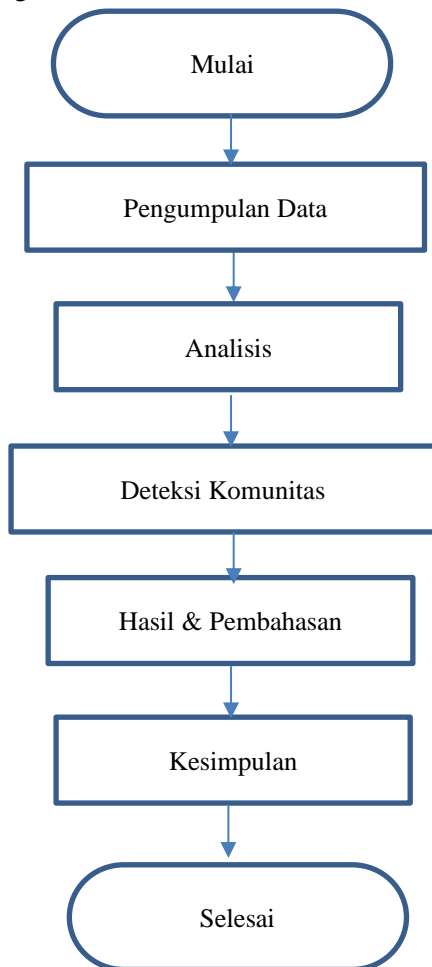 Mulai
Pengumpulan Data
Analisis
Deteksi Komunitas
Hasil & Pembahasan
Kesimpulan
Selesai